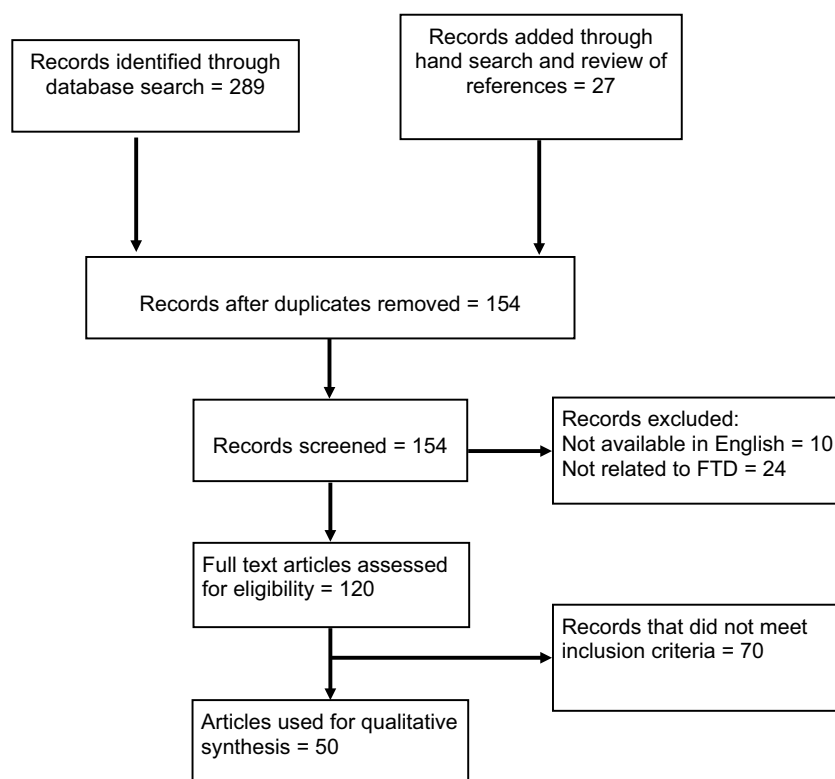 Records identified through
database search = 289
Records added through
hand search and review of
references = 27
Records after duplicates removed = 154
Records screened = 154
Records excluded:
Not available in English = 10
Not related to FTD = 24
Full text articles assessed
for eligibility = 120
Records that did not meet
inclusion criteria = 70
Articles used for qualitative
synthesis = 50